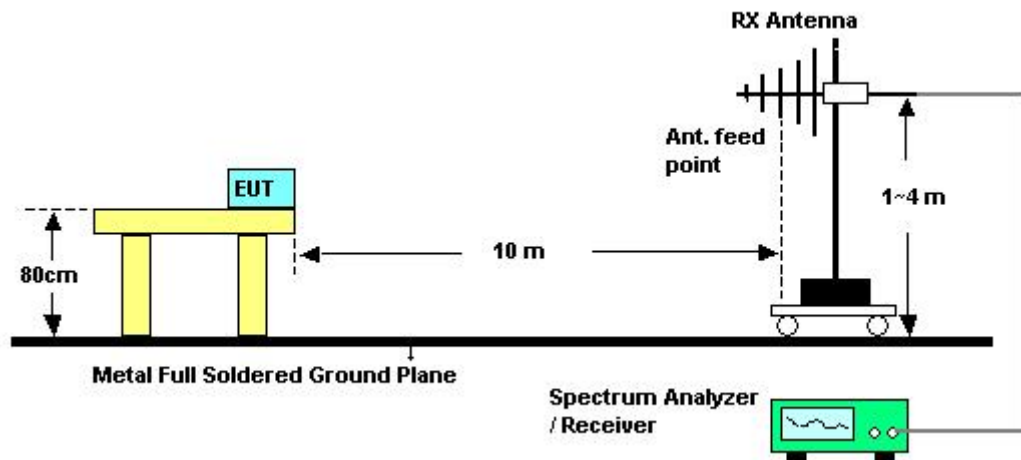 RX Antenna
Ant. feed
point
EUT
1~4 m
10 m
80cm
Metal Full Soldered Ground Plane
Spectrum Analyzer
/ Receiver